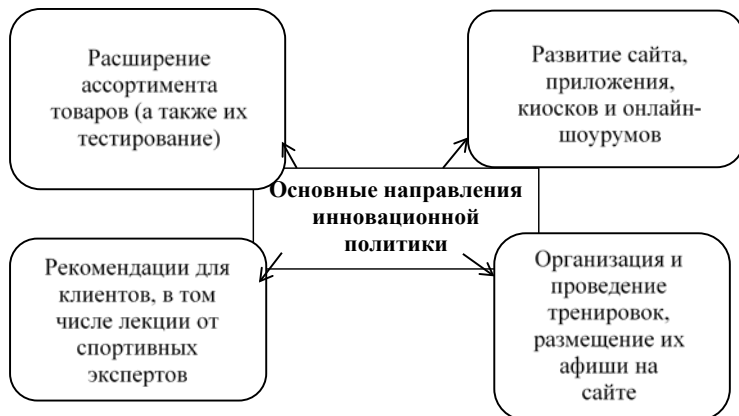 Расширение
ассортимента
товаров (а также их
тестирование)
Развитие сайта,
приложения,
киосков и онлайн-
шоурумов
Основные направления
инновационной
политики
Рекомендации для
клиентов, в том
числе лекции от
спортивных
экспертов
Организация и
проведение
тренировок,
размещение их
афиши на
сайте